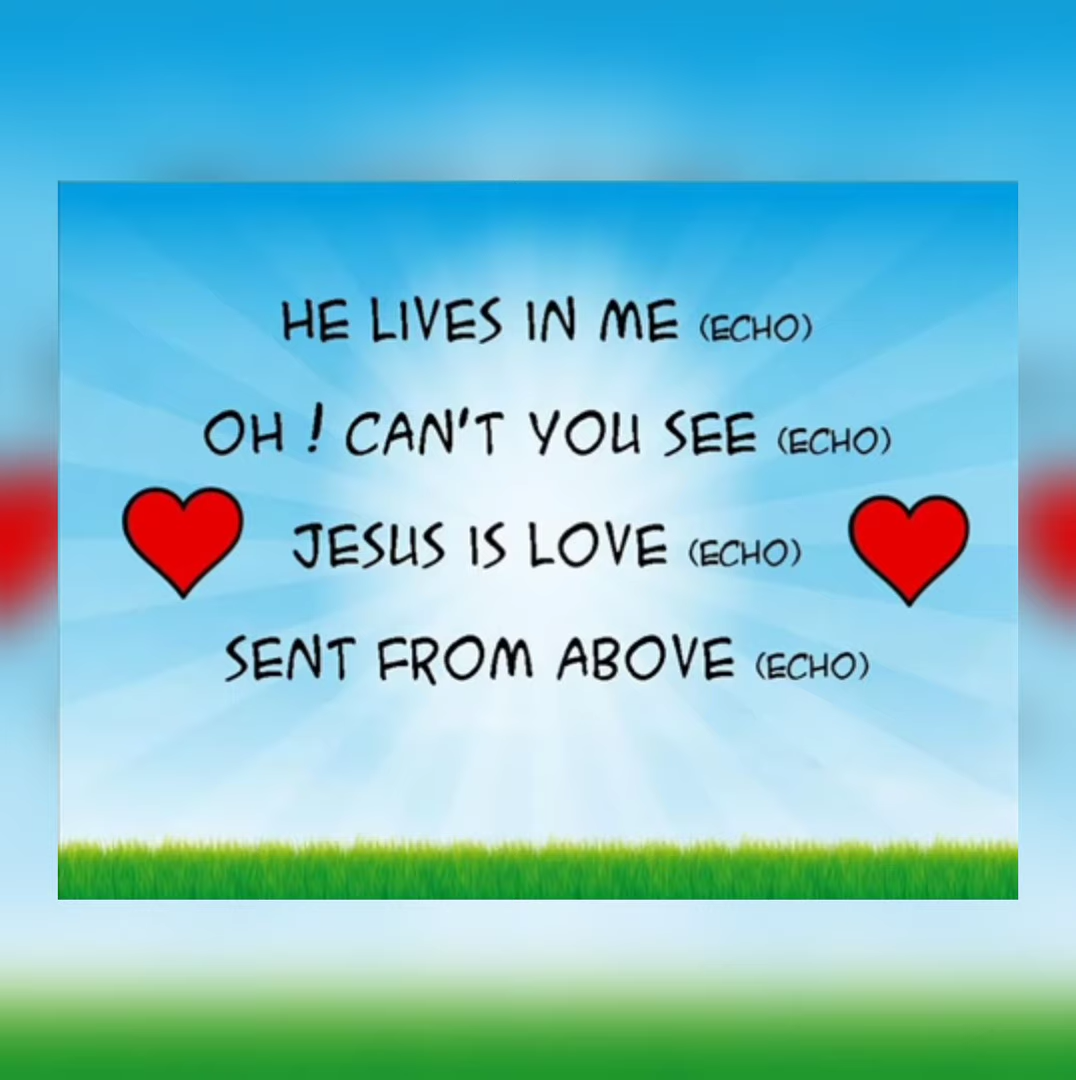 HE LIVES IN ME (ECHO)
OH ! CAN'T YOU SEE (ECHO)
JESUS IS LOVE (ECHO)
SENT FROM ABOVE (ECHO)